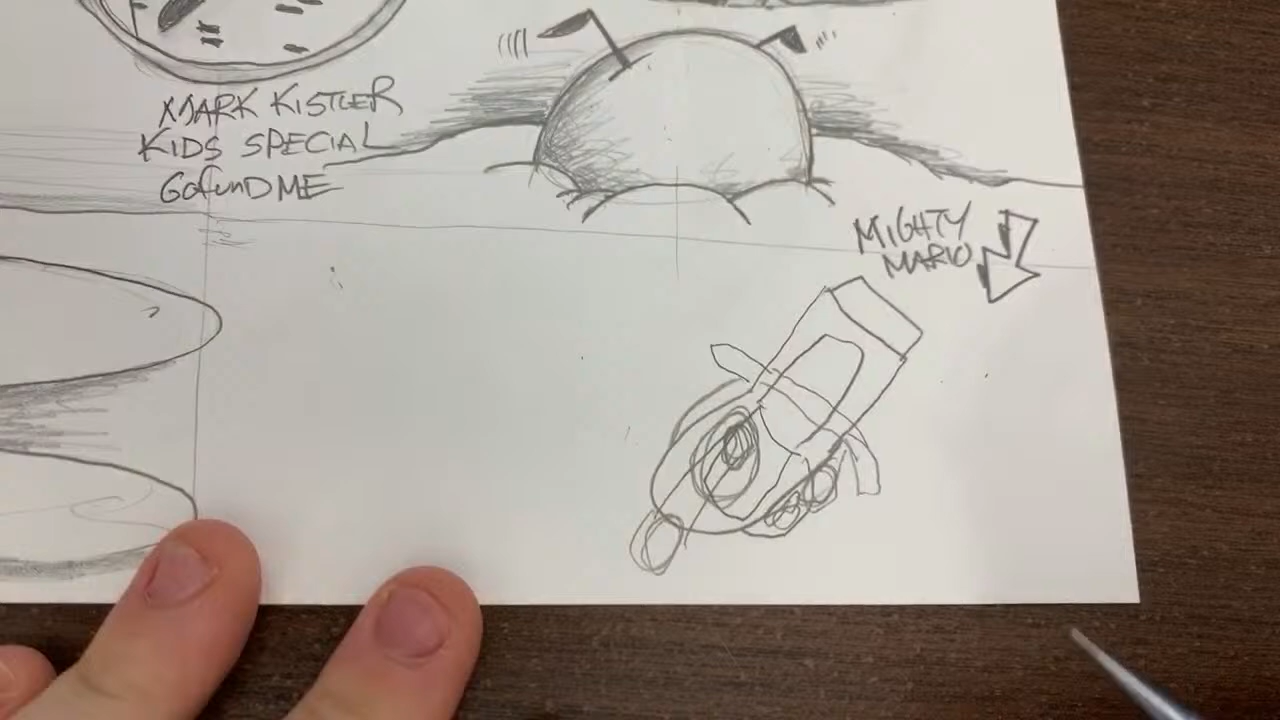 MARK KISTLER
KIDS SPECIAL
GofunDME
MIGHTY
MARIO